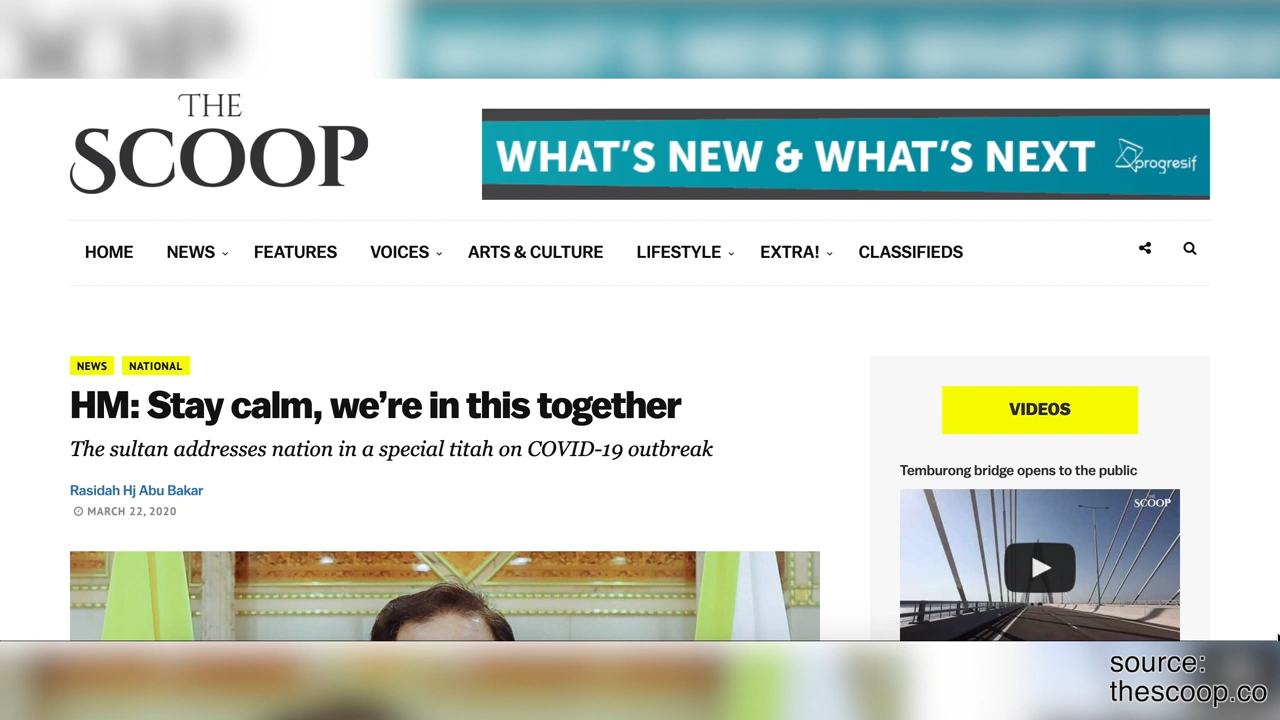 THE
SCOOP
WHAT'S NEW & WHAT'S NEXT
progresif
HOME NEWS FEATURES VOICES ARTS & CULTURE LIFESTYLE EXTRA! CLASSIFIEDS
NEWS NATIONAL
HM: Stay calm, we're in this together
The sultan addresses nation in a special titah on COVID-19 outbreak
Rasidah Hj Abu Bakar
MARCH 22, 2020
VIDEOS
Temburong bridge opens to the public
THE
SCOOP
source:
thescoop.co